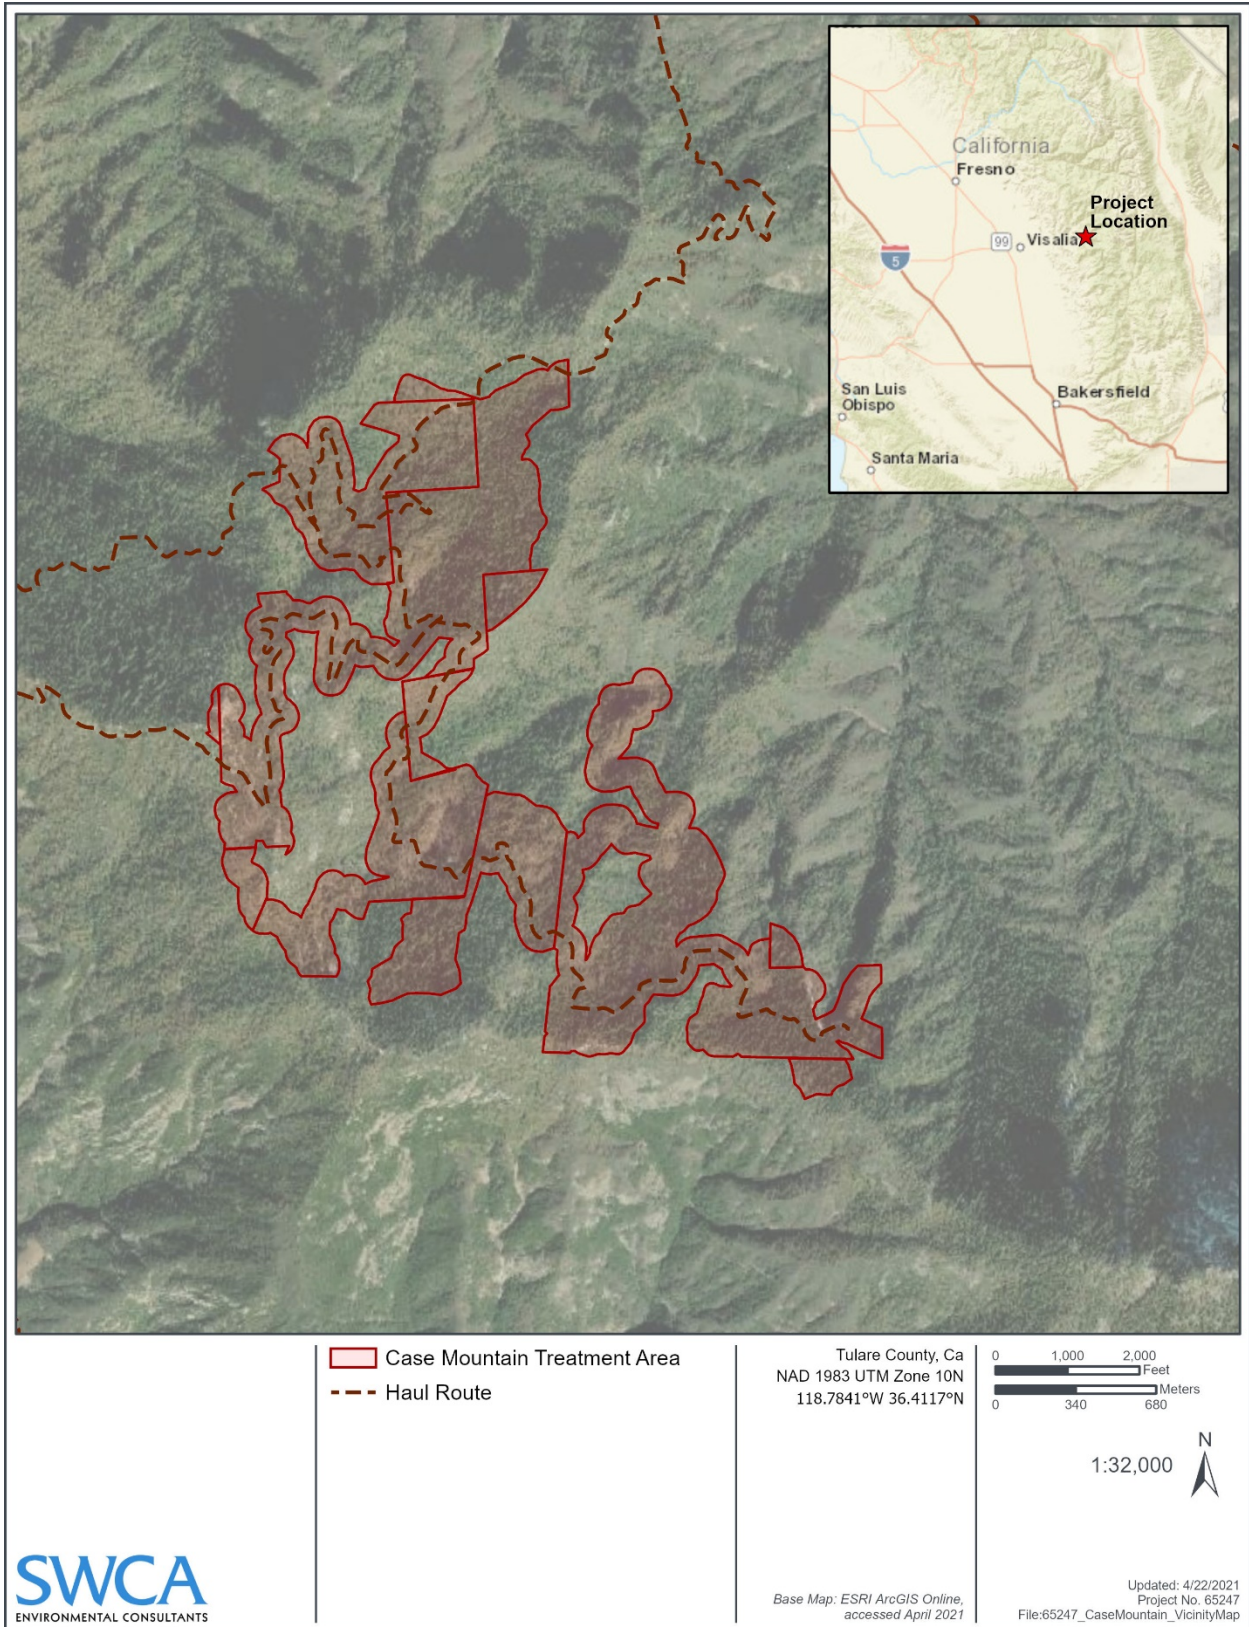 California
Fresno
Project
Location
99
Visalia
5
San Luis
Obispo
Bakersfield
Santa Maria
Case Mountain Treatment Area
Haul Route
Tulare County, Ca
NAD 1983 UTM Zone 10N
118.7841°W 36.4117°N
0 1,000 2,000
Feet
Meters
0 340 680
N
1:32,000
SWCA
ENVIRONMENTAL CONSULTANTS
Base Map: ESRI ArcGIS Online,
accessed April 2021
Updated: 4/22/2021
Project No. 65247
File:65247_CaseMountain_VicinityMap